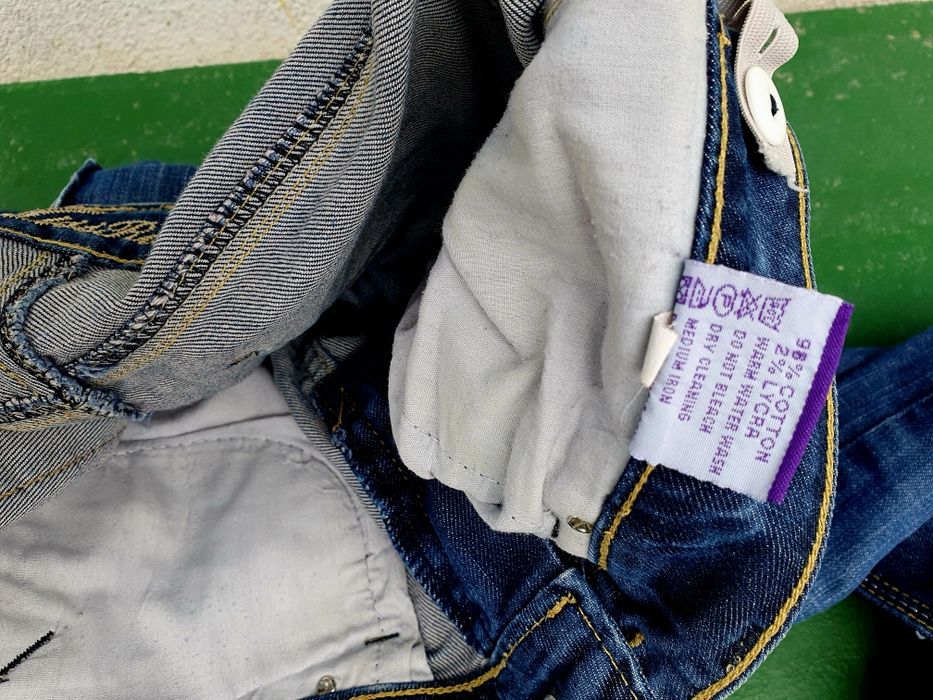 98% COTTON
2% LYCRA
WARM WATER WASH
DO NOT BLEACH
DRY CLEANING
MEDIUM IRON